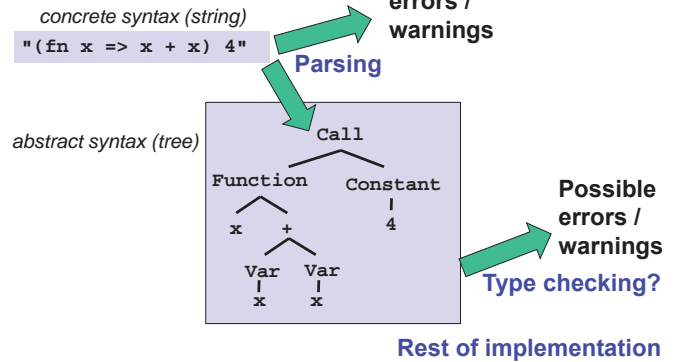 errors /
warnings
concrete syntax (string)
"(fn x => x + x) 4"
Parsing
abstract syntax (tree)
Call
Function Constant
x + 4
Var Var
x x
Possible
errors /
warnings
Type checking?
Rest of implementation